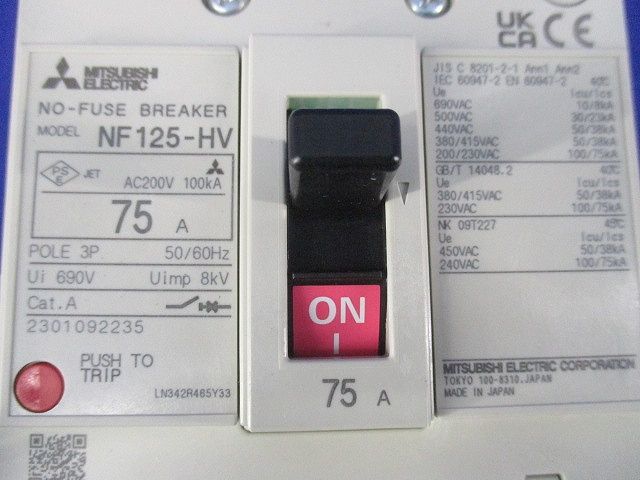 UK
CA CE
MITSUBISHI
ELECTRIC
NO-FUSE BREAKER
MODEL NF125-HV
PS
E JET AC200V 100kA
75 A
POLE 3P 50/60Hz
Ui 690V Uimp 8kV
Cat.A
2301092235
PUSH TO
TRIP
LN342R465Y33
ON
I
75 A
JIS C 8201-2-1 Ann1 Ann2
IEC 60947-2 EN 60947-2 40℃
Ue Icu/Ics
690VAC 10/8kA
500VAC 30/23kA
440VAC 50/38kA
380/415VAC 50/38kA
200/230VAC 100/75kA
GB/T 14048.2 40℃
Ue Icu/Ics
380/415VAC 50/38kA
230VAC 100/75kA
NK 09T227 45℃
Ue Icu/Ics
450VAC 50/38kA
240VAC 100/75kA
MITSUBISHI ELECTRIC CORPORATION
TOKYO 100-8310,JAPAN
MADE IN JAPAN